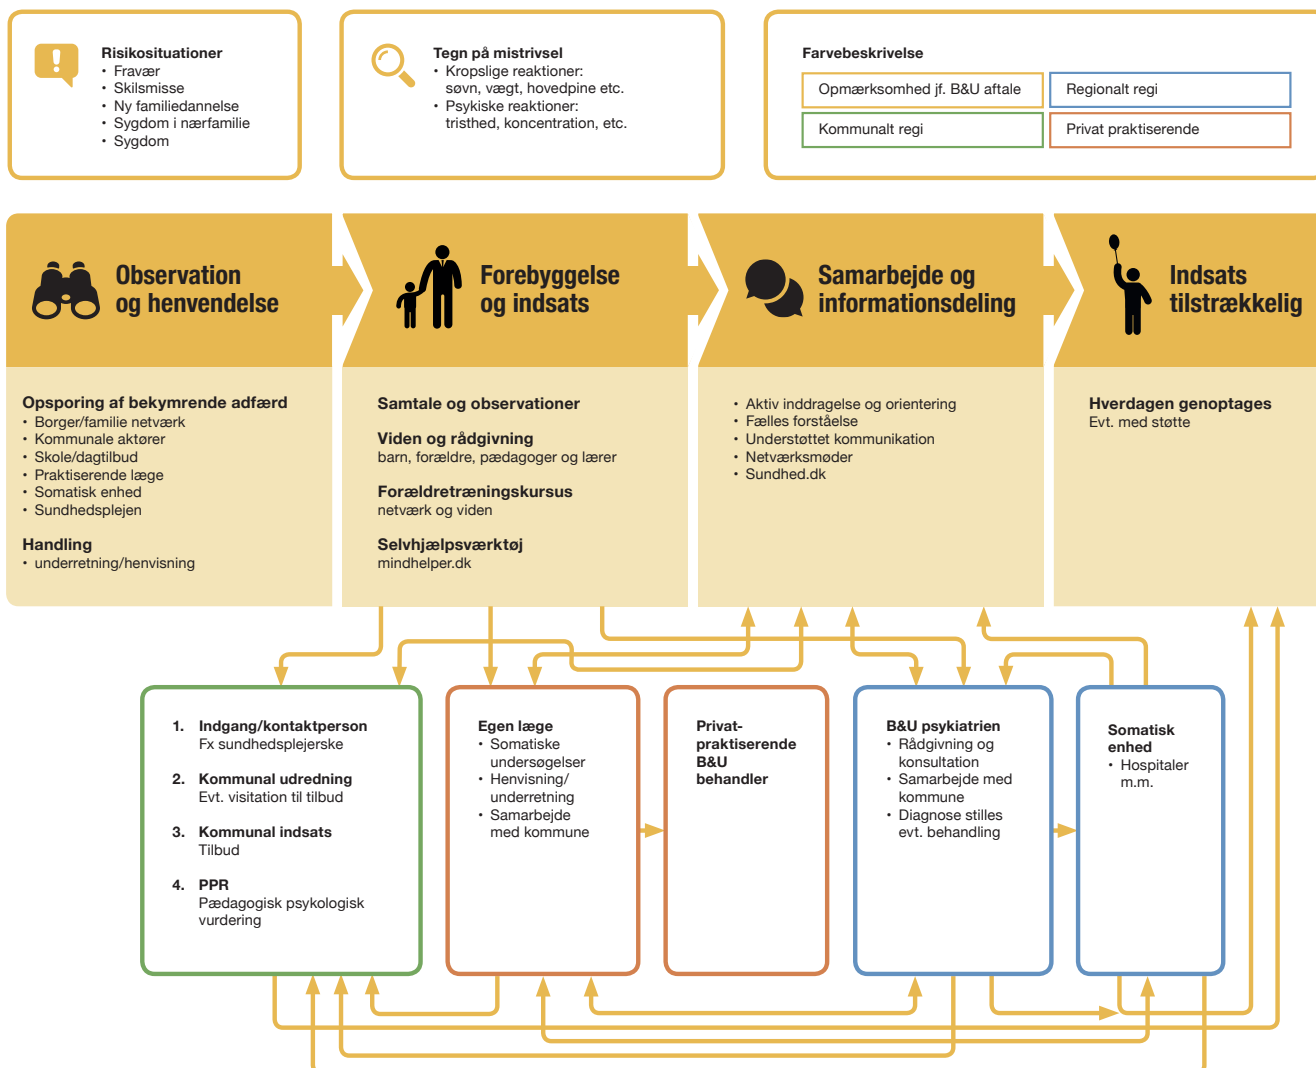 Risikosituationer
• Fravær
• Skilsmisse
• Ny familiedannelse
• Sygdom i nærfamilie
• Sygdom
Tegn på mistrivsel
• Kropslige reaktioner:
søvn, vægt, hovedpine etc.
• Psykiske reaktioner:
tristhed, koncentration, etc.
Farvebeskrivelse
Opmærksomhed jf. B&U aftale
Regionalt regi
Kommunalt regi
Privat praktiserende
Observation
og henvendelse
Forebyggelse
og indsats
Samarbejde og
informationsdeling
Indsats
tilstrækkelig
Opsporing af bekymrende adfærd
• Borger/familie netværk
• Kommunale aktører
• Skole/dagtilbud
• Praktiserende læge
• Somatisk enhed
• Sundhedsplejen
Handling
• underretning/henvisning
Samtale og observationer
Viden og rådgivning
barn, forældre, pædagoger og lærer
Forældretræningskursus
netværk og viden
Selvhjælpsværktøj
mindhelper.dk
• Aktiv inddragelse og orientering
• Fælles forståelse
• Understøttet kommunikation
• Netværksmøder
• Sundhed.dk
Hverdagen genoptages
Evt. med støtte
1. Indgang/kontaktperson
Fx sundhedsplejerske
2. Kommunal udredning
Evt. visitation til tilbud
3. Kommunal indsats
Tilbud
4. PPR
Pædagogisk psykologisk
vurdering
Egen læge
• Somatiske
undersøgelser
• Henvisning/
underretning
• Samarbejde
med kommune
Privat-
praktiserende
B&U
behandler
B&U psykiatrien
• Rådgivning og
konsultation
• Samarbejde med
kommune
• Diagnose stilles
evt. behandling
Somatisk
enhed
• Hospitaler
m.m.